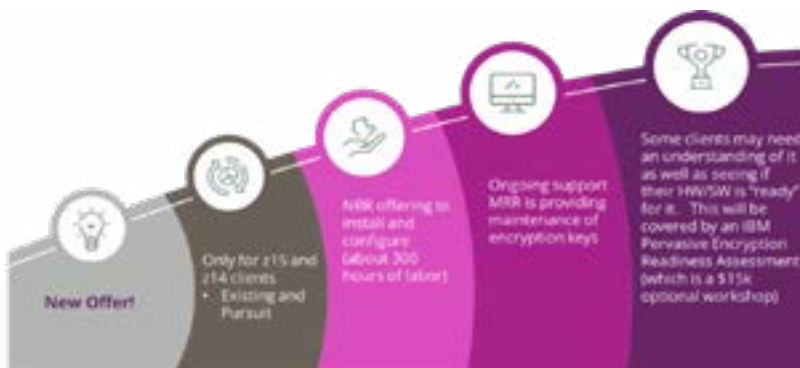 New Offer!
Only for z15 and
z14 clients
• Existing and
Pursuit
NRR offering to
install and
configure
(about 300
hours of labor)
Ongoing support
MRR is providing
maintenance of
encryption keys
Some clients may need
an understanding of it
as well as seeing if
their HW/SW is "ready"
for it. This will be
covered by an IBM
Pervasive Encryption
Readiness Assessment
(which is a $15k
optional workshop)